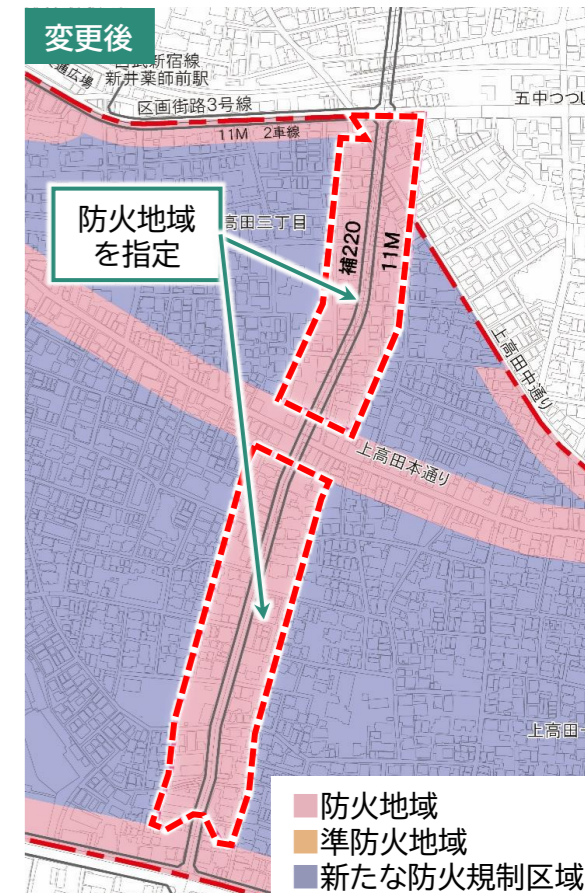 変更後
西武新宿線
交通広場
新井薬師前駅
区画街路3号線
11M 2車線
五中つつじ
防火地域
を指定
高田三丁目
補220
11M
上高田中通り
上高田本通り
上高田一
防火地域
準防火地域
新たな防火規制区域